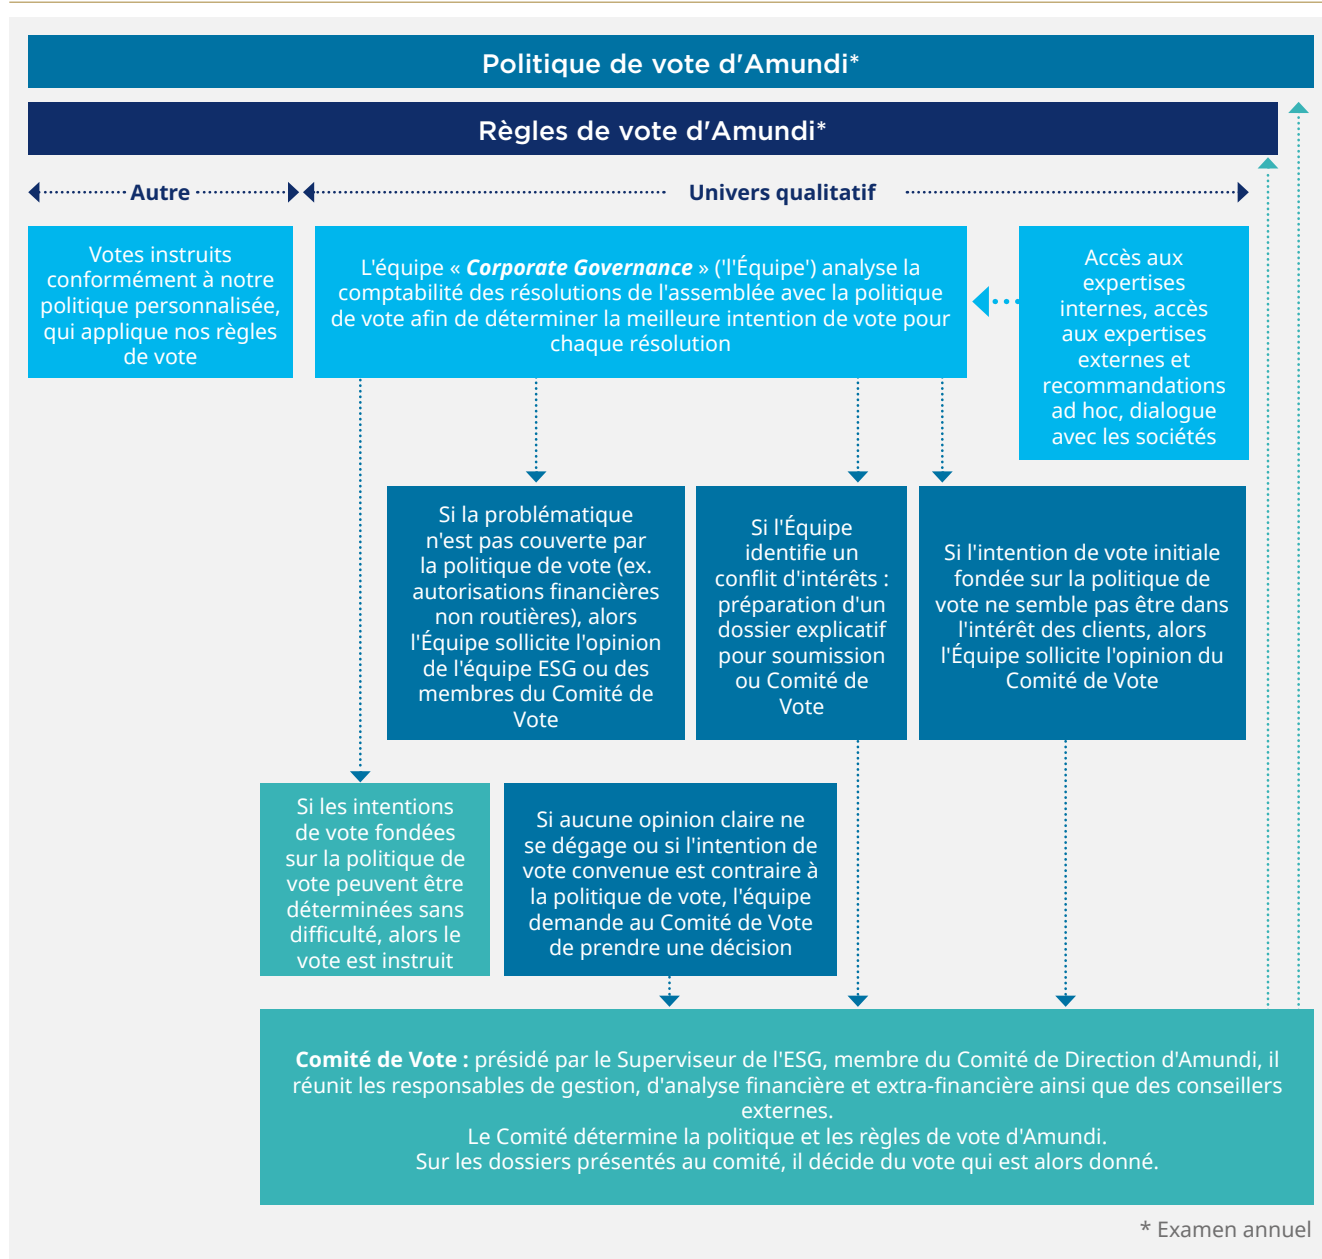 Politique de vote d'Amundi*
Règles de vote d'Amundi*
Autre
Univers qualitatif
Votes instruits
conformément à notre
politique personnalisée,
qui applique nos règles
de vote
L'équipe « Corporate Governance » ('l'Équipe') analyse la
comptabilité des résolutions de l'assemblée avec la politique
de vote afin de déterminer la meilleure intention de vote pour
chaque résolution
Accès aux
expertises
internes, accès
aux expertises
externes et
recommandations
ad hoc, dialogue
avec les sociétés
Si la problématique
n'est pas couverte par
la politique de vote (ex.
autorisations financières
non routières), alors
l'Équipe sollicite l'opinion
de l'équipe ESG ou des
membres du Comité de
Vote
Si l'Équipe
identifie un
conflit d'intérêts :
préparation d'un
dossier explicatif
pour soumission
ou Comité de
Vote
Si l'intention de vote initiale
fondée sur la politique de
vote ne semble pas être dans
l'intérêt des clients, alors
l'Équipe sollicite l'opinion du
Comité de Vote
Si les intentions
de vote fondées
sur la politique de
vote peuvent être
déterminées sans
difficulté, alors le
vote est instruit
Si aucune opinion claire ne
se dégage ou si l'intention de
vote convenue est contraire à
la politique de vote, l'équipe
demande au Comité de Vote
de prendre une décision
Comité de Vote : présidé par le Superviseur de l'ESG, membre du Comité de Direction d'Amundi, il
réunit les responsables de gestion, d'analyse financière et extra-financière ainsi que des conseillers
externes.
Le Comité détermine la politique et les règles de vote d'Amundi.
Sur les dossiers présentés au comité, il décide du vote qui est alors donné.
* Examen annuel